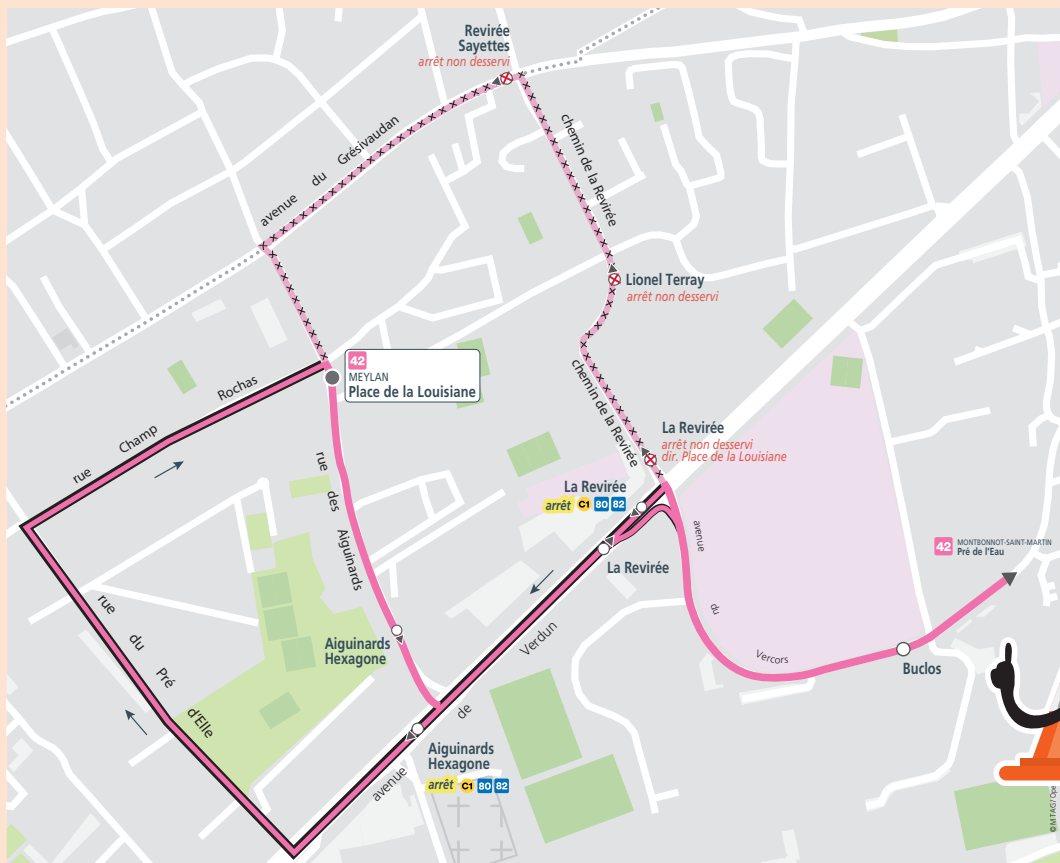 Revirée
Sayettes
arrêt non desservi
avenue du Grésivaudan
chemin de la Revirée
Lionel Terray
arrêt non desservi
42
MEYLAN
Place de la Louisiane
rue Champ Rochas
chemin de la Revirée
La Revirée
arrêt non desservi
dir. Place de la Louisiane
La Revirée
arrêt C1 80 82
rue des Aiguinards
avenue du Vercors
La Revirée
42 MONTBONNOT-SAINT-MARTIN
Pré de l'Eau
rue du Pré d'Elle
Aiguinards
Hexagone
Buclos
avenue de Verdun
Aiguinards
Hexagone
arrêt C1 80 82